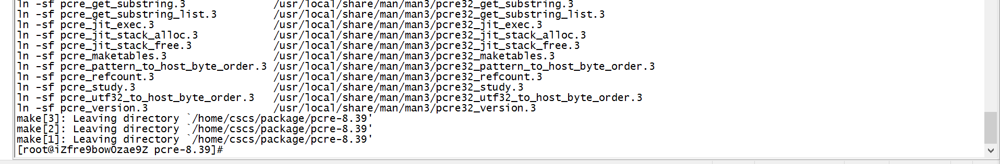 ln -sf pcre_get_substring.3              /usr/local/share/man/man3/pcre32_get_substring.3
ln -sf pcre_get_substring_list.3         /usr/local/share/man/man3/pcre32_get_substring_list.3
ln -sf pcre_jit_exec.3                   /usr/local/share/man/man3/pcre32_jit_exec.3
ln -sf pcre_jit_stack_alloc.3            /usr/local/share/man/man3/pcre32_jit_stack_alloc.3
ln -sf pcre_jit_stack_free.3             /usr/local/share/man/man3/pcre32_jit_stack_free.3
ln -sf pcre_maketables.3                 /usr/local/share/man/man3/pcre32_maketables.3
ln -sf pcre_pattern_to_host_byte_order.3 /usr/local/share/man/man3/pcre32_pattern_to_host_byte_order.3
ln -sf pcre_refcount.3                   /usr/local/share/man/man3/pcre32_refcount.3
ln -sf pcre_study.3                      /usr/local/share/man/man3/pcre32_study.3
ln -sf pcre_utf32_to_host_byte_order.3   /usr/local/share/man/man3/pcre32_utf32_to_host_byte_order.3
ln -sf pcre_version.3                    /usr/local/share/man/man3/pcre32_version.3
make[3]: Leaving directory `/home/cscs/package/pcre-8.39'
make[2]: Leaving directory `/home/cscs/package/pcre-8.39'
make[1]: Leaving directory `/home/cscs/package/pcre-8.39'
[root@iZfre9bow0zae9Z pcre-8.39]#